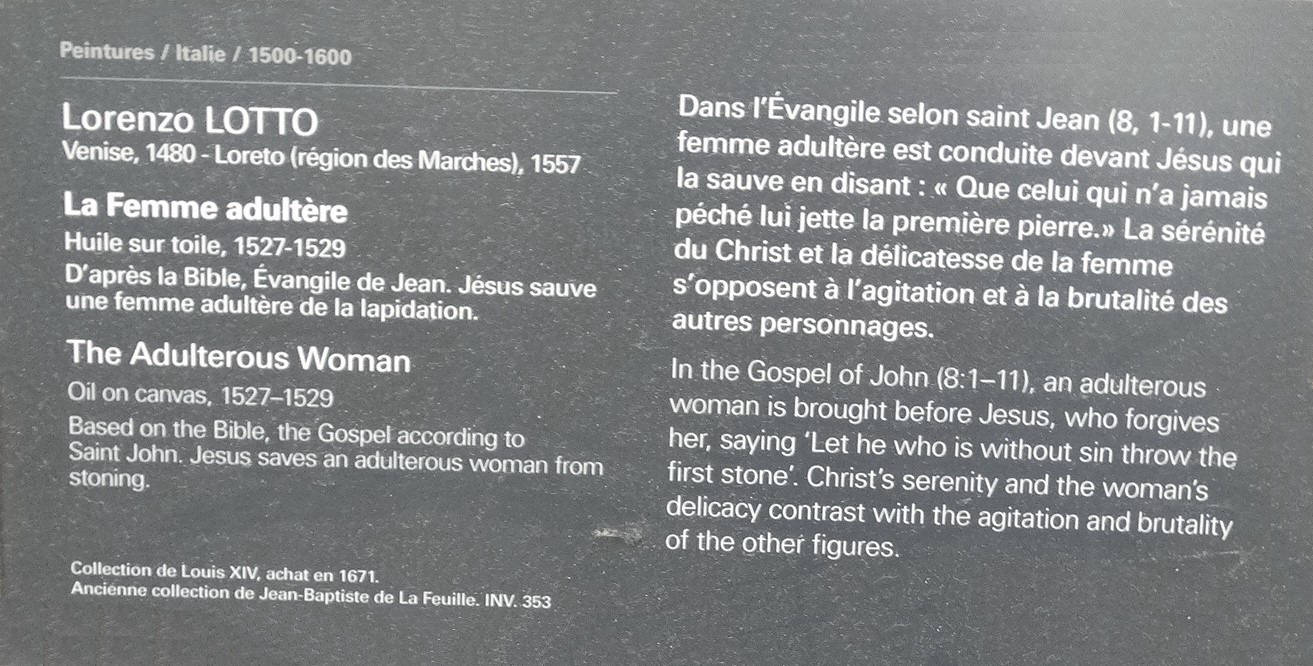 Peintures / Italie / 1500-1600
Lorenzo LOTTO
Venise, 1480 - Loreto (région des Marches), 1557
La Femme adultère
Huile sur toile, 1527-1529
D'après la Bible, Évangile de Jean. Jésus sauve
une femme adultère de la lapidation.
The Adulterous Woman
Oil on canvas, 1527–1529
Based on the Bible, the Gospel according to
Saint John. Jesus saves an adulterous woman from
stoning.
Collection de Louis XIV, achat en 1671.
Ancienne collection de Jean-Baptiste de La Feuille. INV. 353
Dans l'Évangile selon saint Jean (8, 1-11), une
femme adultère est conduite devant Jésus qui
la sauve en disant : « Que celui qui n'a jamais
péché lui jette la première pierre.» La sérénité
du Christ et la délicatesse de la femme
s'opposent à l'agitation et à la brutalité des
autres personnages.
In the Gospel of John (8:1–11), an adulterous
woman is brought before Jesus, who forgives
her, saying 'Let he who is without sin throw the
first stone'. Christ's serenity and the woman's
delicacy contrast with the agitation and brutality
of the other figures.